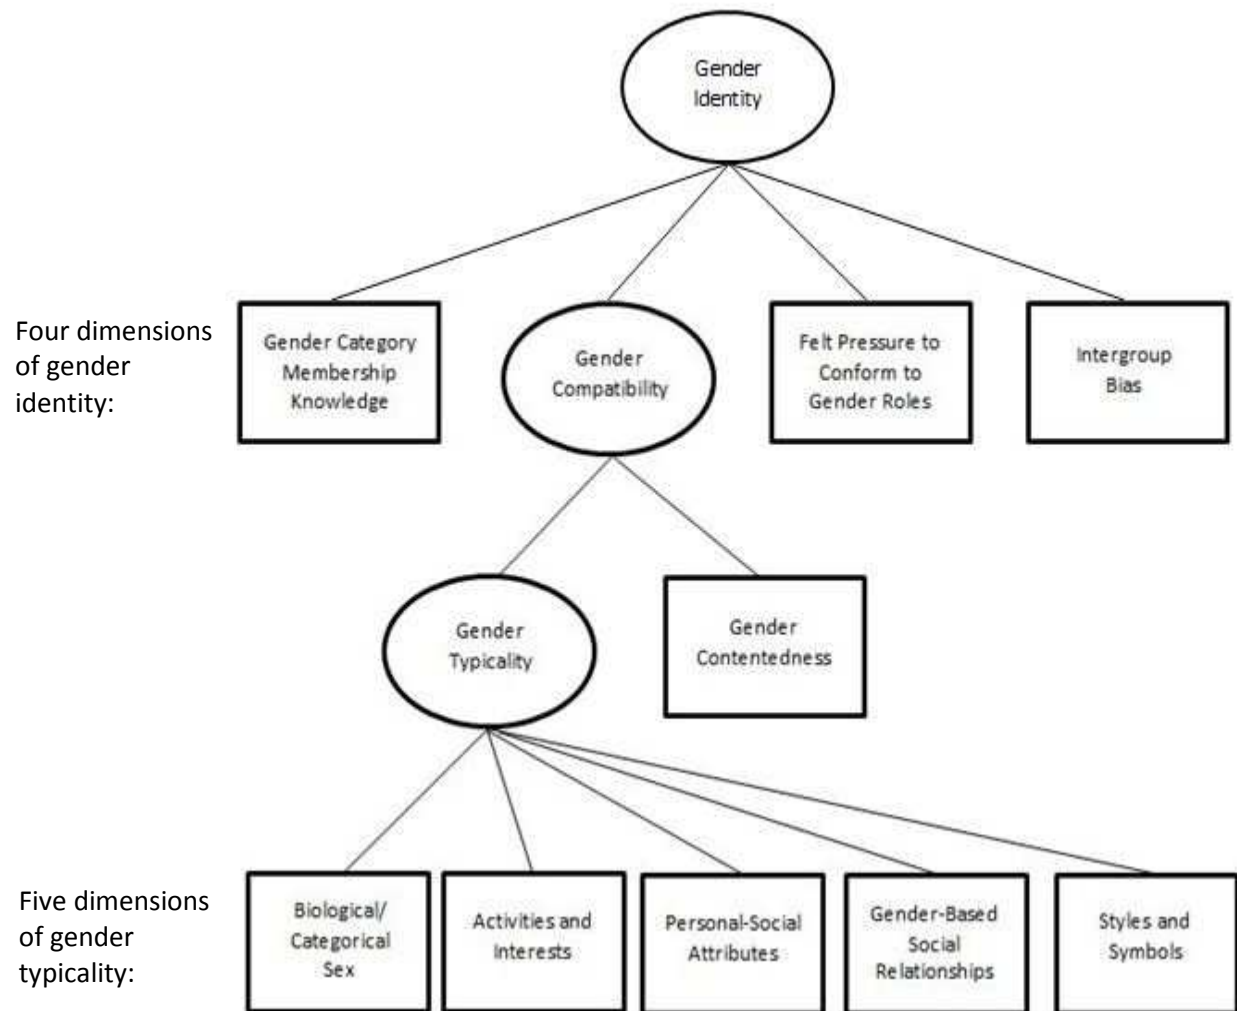 Gender
Identity
Four dimensions
of gender
identity:
Gender Category
Membership
Knowledge
Gender
Compatibility
Felt Pressure to
Conform to
Gender Roles
Intergroup
Bias
Gender
Typicality
Gender
Contentedness
Five dimensions
of gender
typicality:
Biological/
Categorical
Sex
Activities and
Interests
Personal-Social
Attributes
Gender-Based
Social
Relationships
Styles and
Symbols